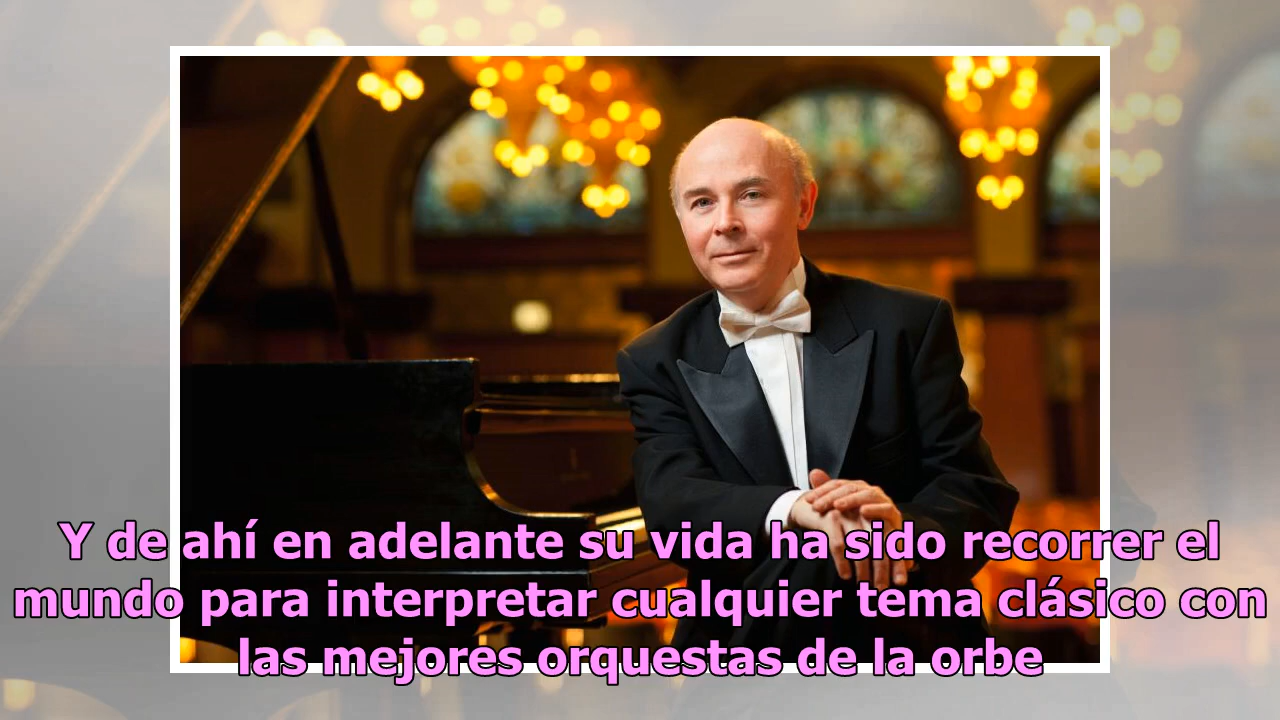 Y de ahí en adelante su vida ha sido recorrer el
mundo para interpretar cualquier tema clásico con
las mejores orquestas de la orbe